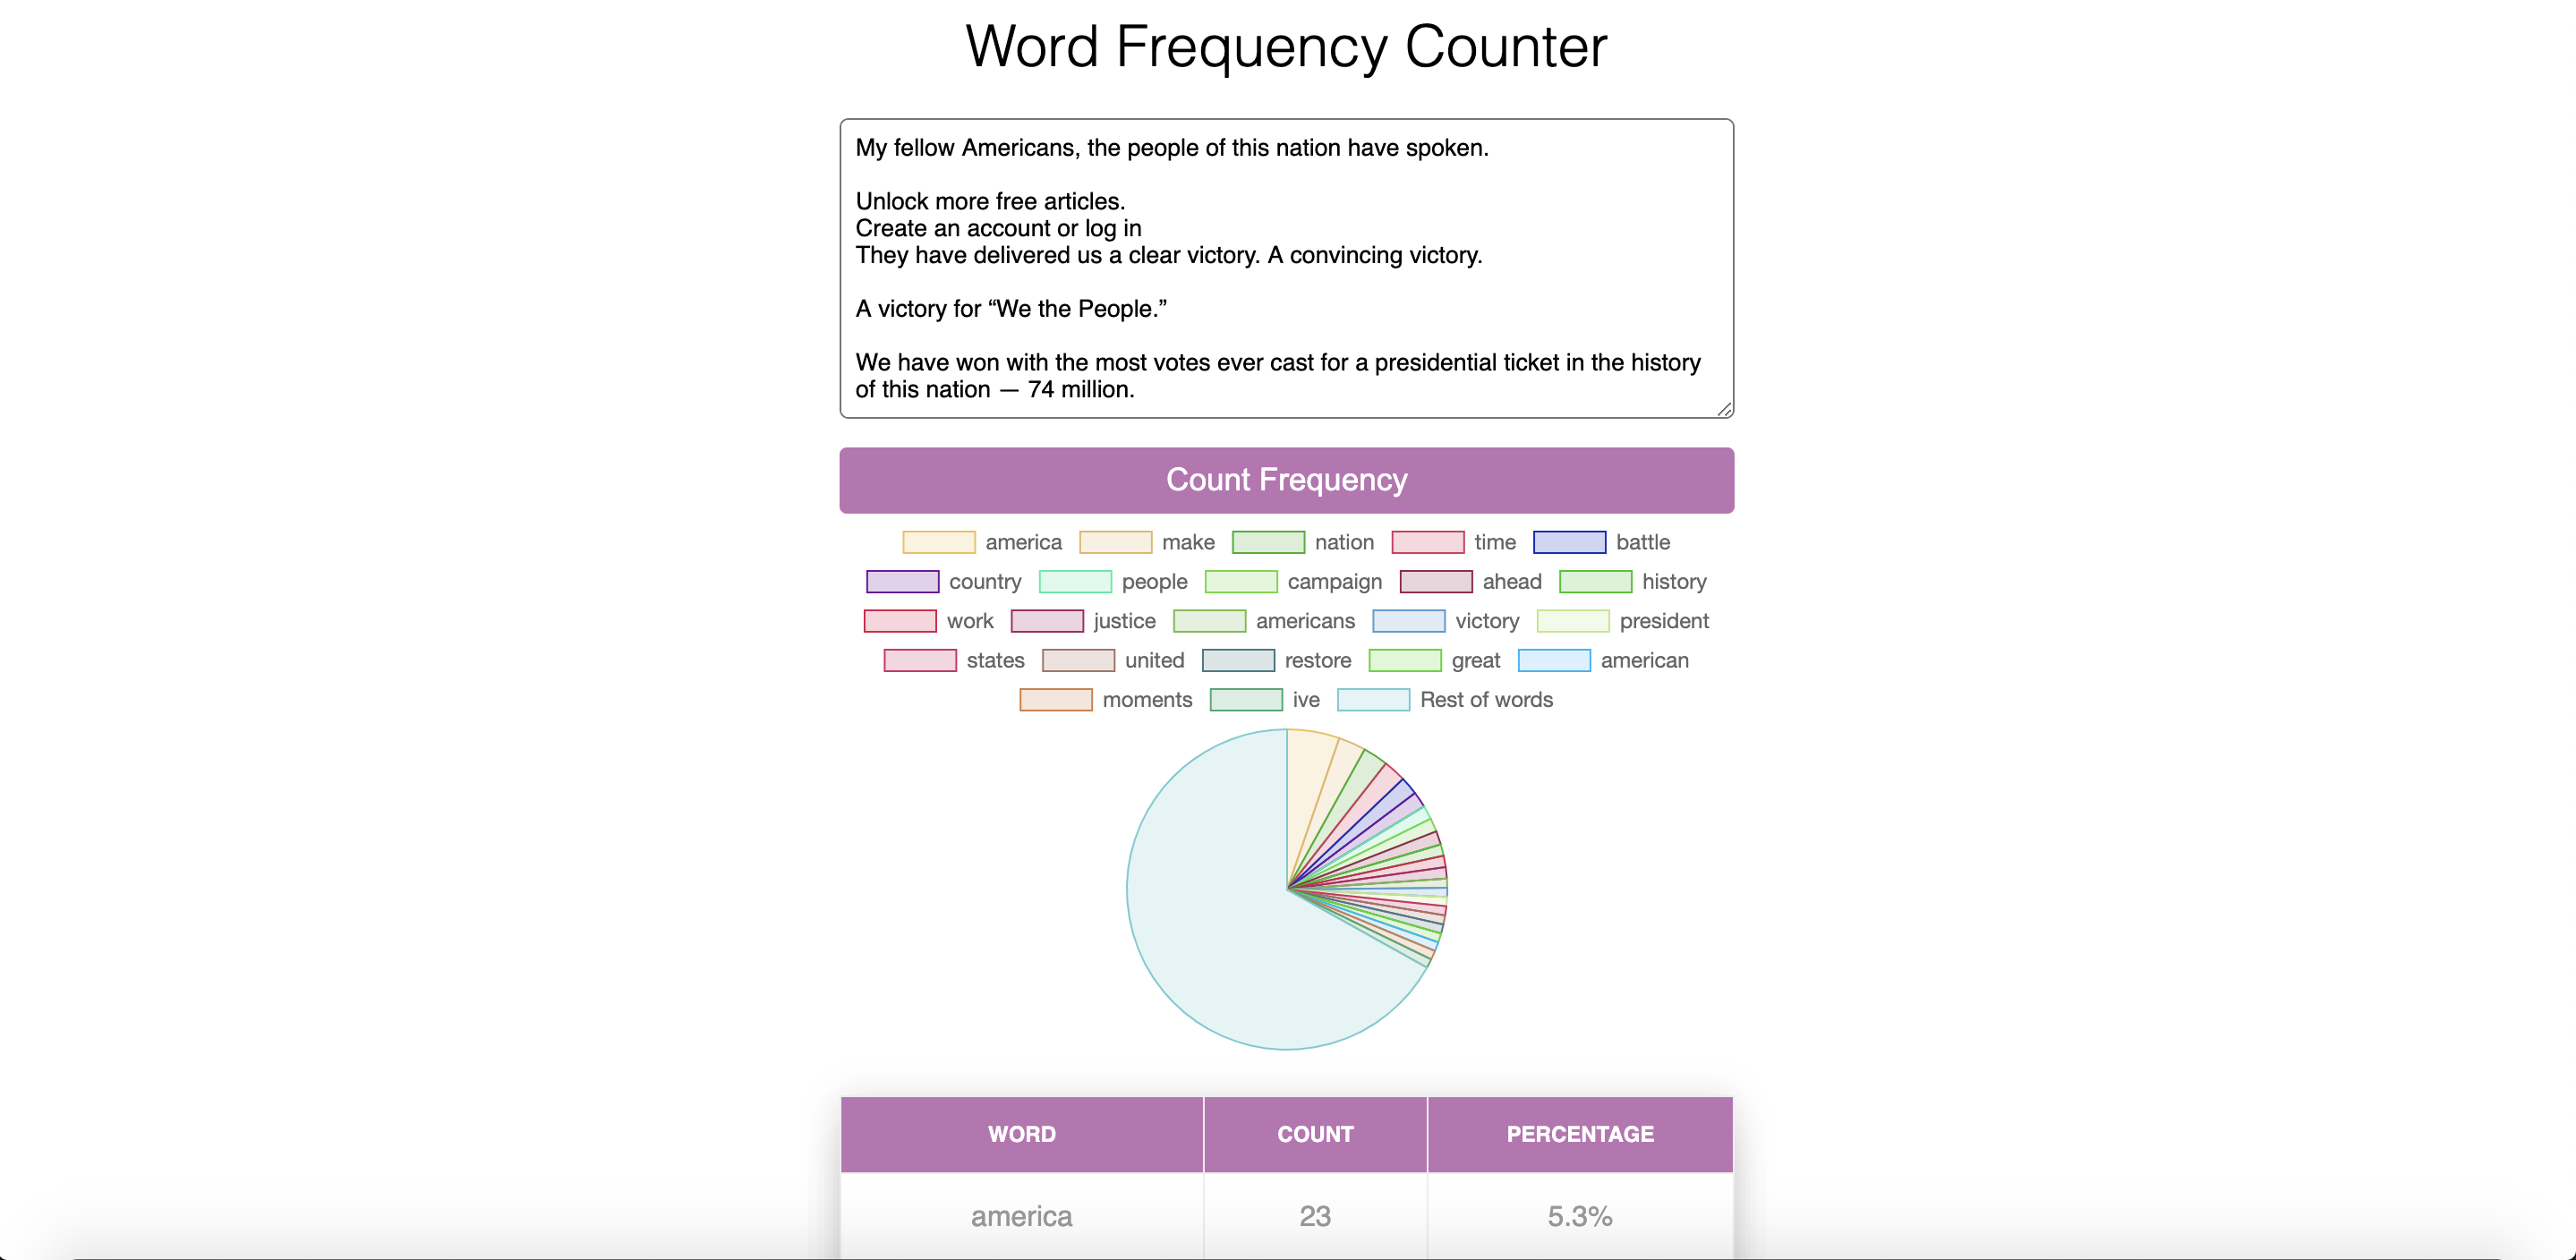 Word Frequency Counter
My fellow Americans, the people of this nation have spoken.
Unlock more free articles.
Create an account or log in
They have delivered us a clear victory. A convincing victory.
A victory for “We the People.”
We have won with the most votes ever cast for a presidential ticket in the history
of this nation — 74 million.
Count Frequency
america make nation time battle
country people campaign ahead history
work justice americans victory president
states united restore great american
moments ive Rest of words
WORD COUNT PERCENTAGE
america 23 5.3%